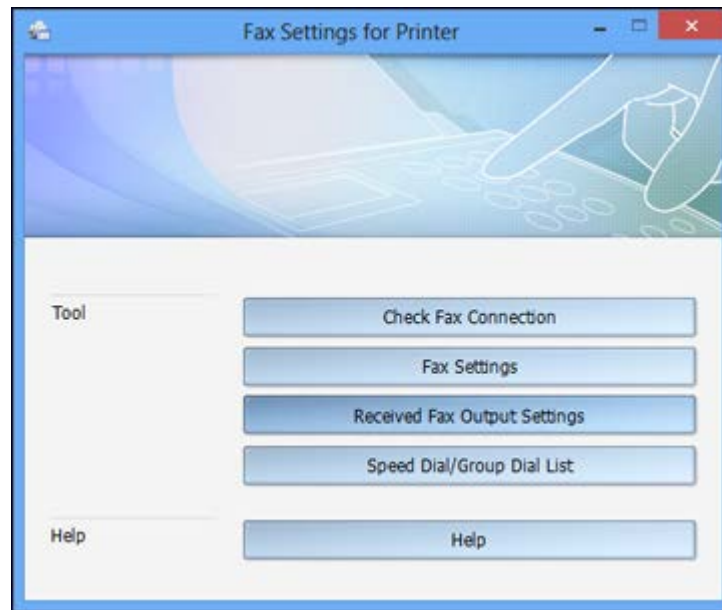 Fax Settings for Printer
Tool
Check Fax Connection
Fax Settings
Received Fax Output Settings
Speed Dial/Group Dial List
Help
Help